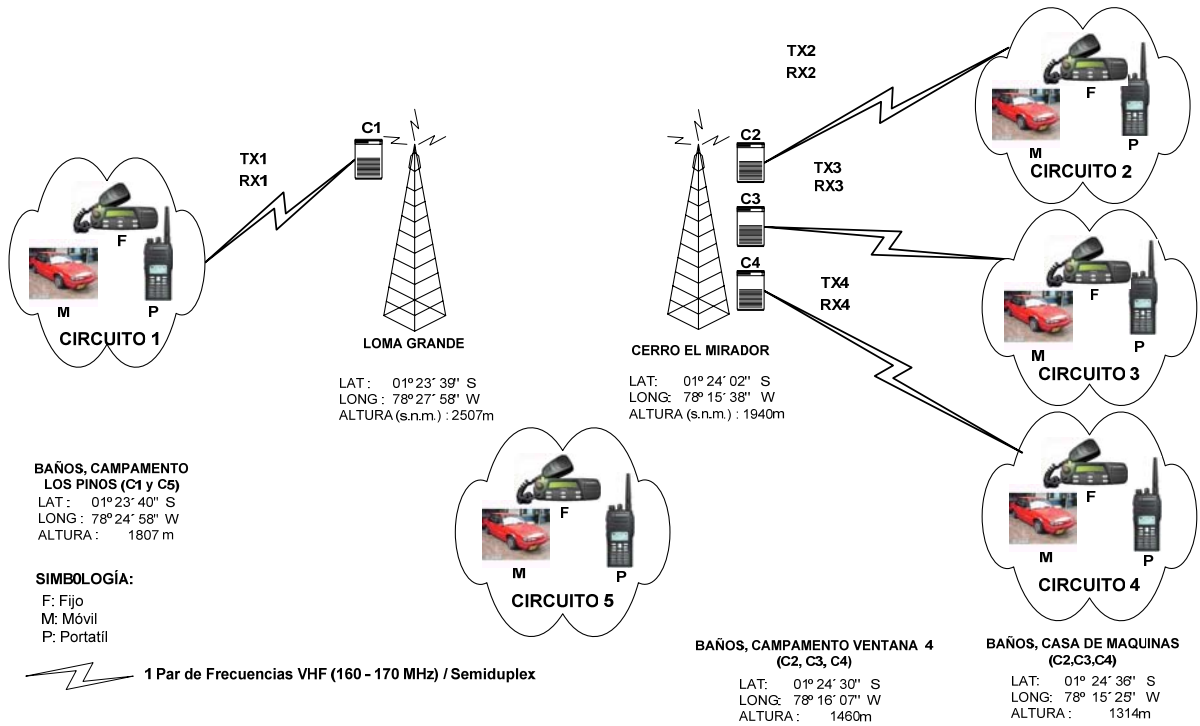 TX2
RX2
F
M
P
CIRCUITO 2
C1
C2
TX1
RX1
TX3
RX3
F
M
P
CIRCUITO 1
C3
C4
TX4
RX4
F
M
P
CIRCUITO 3
LOMA GRANDE
LAT : 01º 23´ 39'' S
LONG : 78º 27´ 58'' W
ALTURA (s.n.m.) : 2507m
CERRO EL MIRADOR
LAT: 01º 24´ 02'' S
LONG: 78º 15´ 38'' W
ALTURA (s.n.m.) : 1940m
BAÑOS, CAMPAMENTO
LOS PINOS (C1 y C5)
LAT : 01º 23´ 40'' S
LONG : 78º 24´ 58'' W
ALTURA : 1807 m
F
M
P
CIRCUITO 5
F
M
P
CIRCUITO 4
SIMBOLOGÍA:
F: Fijo
M: Móvil
P: Portatíl
1 Par de Frecuencias VHF (160 - 170 MHz) / Semiduplex
BAÑOS, CAMPAMENTO VENTANA 4
(C2, C3, C4)
LAT: 01º 24´ 30'' S
LONG: 78º 16´ 07'' W
ALTURA : 1460m
BAÑOS, CASA DE MAQUINAS
(C2,C3,C4)
LAT: 01º 24´ 36'' S
LONG: 78º 15´ 25'' W
ALTURA : 1314m